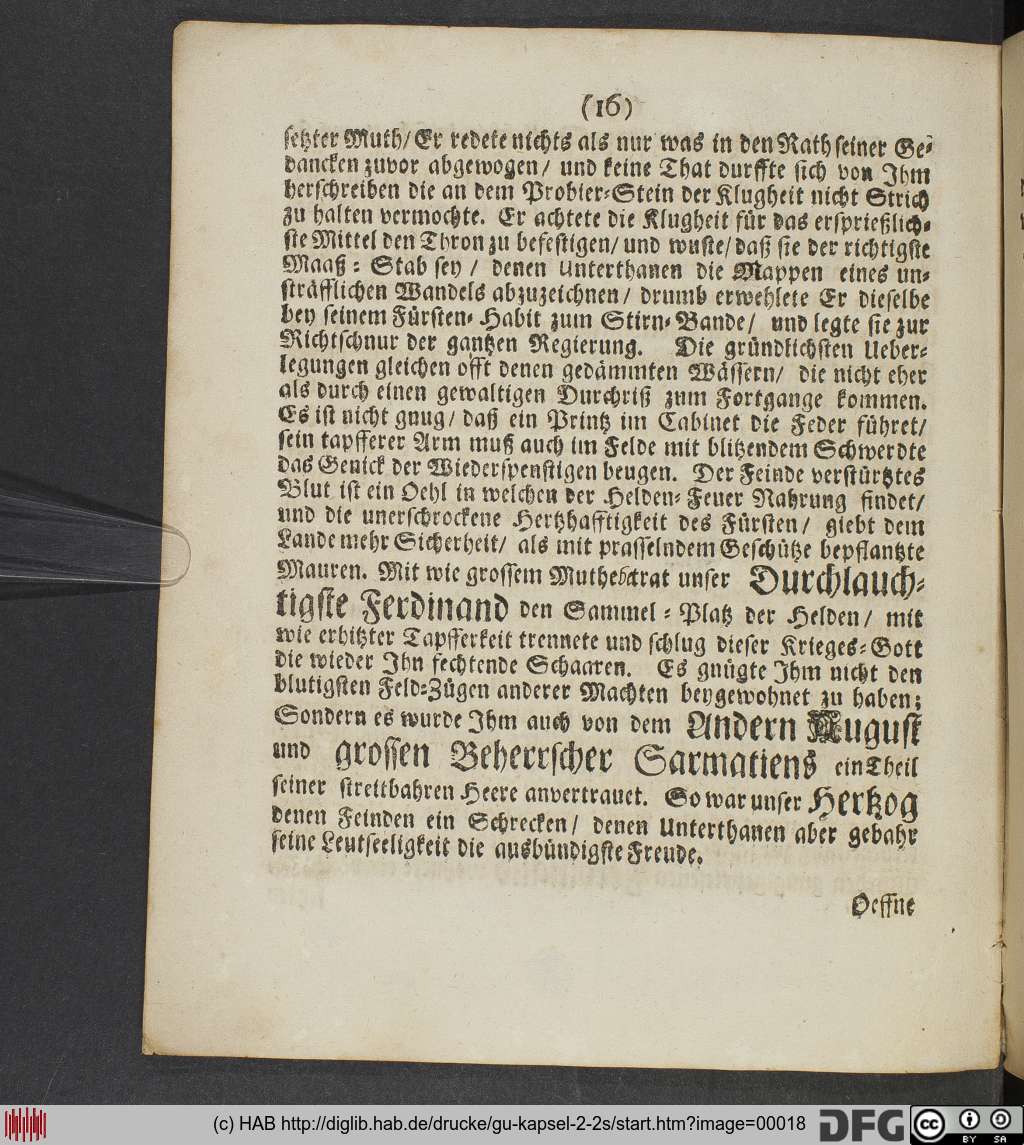 (16)
setzter Muth/ Er redete nichts als nur was in den Rath seiner Ge-
dancken zuvor abgewogen/ und keine That durffte sich von Ihm
herschreiben die an dem Probier-Stein der Klugheit nicht Strich
zu halten vermochte. Er achtete die Klugheit für das ersprießlich-
ste Mittel den Thron zu befestigen/ und wuste/ daß sie der richtigste
Maaß-Stab sey/ denen Unterthanen die Mappen eines un-
sträfflichen Wandels abzuzeichnen/ drumb erwehlete Er dieselbe
bey seinem Fürsten-Habit zum Stirn-Bande/ und legte sie zur
Richtschnur der gantzen Regierung. Die gründlichsten Ueber-
legungen gleichen offt denen gedämmten Wässern/ die nicht eher
als durch einen gewaltigen Durchriß zum Fortgange kommen.
Es ist nicht gnug/ daß ein Printz im Cabinet die Feder führet/
sein tapfferer Arm muß auch im Felde mit blitzendem Schwerdte
das Genick der Wiederspenstigen beugen. Der Feinde verstürtztes
Blut ist ein Oehl in welchen der Helden-Feuer Nahrung findet/
und die unerschrockene Hertzhafftigkeit des Fürsten/ giebt dem
Lande mehr Sicherheit/ als mit prasselndem Geschütze bepflantzte
Mauren. Mit wie grossem Muthe betrat unser Durchlauch-
tigste Ferdinand den Sammel-Platz der Helden/ mit
wie erhitzter Tapfferkeit trennete und schlug dieser Krieges-Gott
die wieder Ihn fechtende Schaaren. Es gnügte Ihm nicht den
blutigsten Feld-Zügen anderer Machten beygewohnet zu haben;
Sondern es wurde Ihm auch von dem Andern August
und grossen Beherrscher Sarmatiens ein Theil
seiner streitbahren Heere anvertrauet. So war unser Hertzog
denen Feinden ein Schrecken/ denen Unterthanen aber gebahr
seine Leutseeligkeit die ausbündigste Freude.
Oeffne
(c) HAB http://diglib.hab.de/drucke/gu-kapsel-2-2s/start.htm?image=00018
DFG
cc BY SA